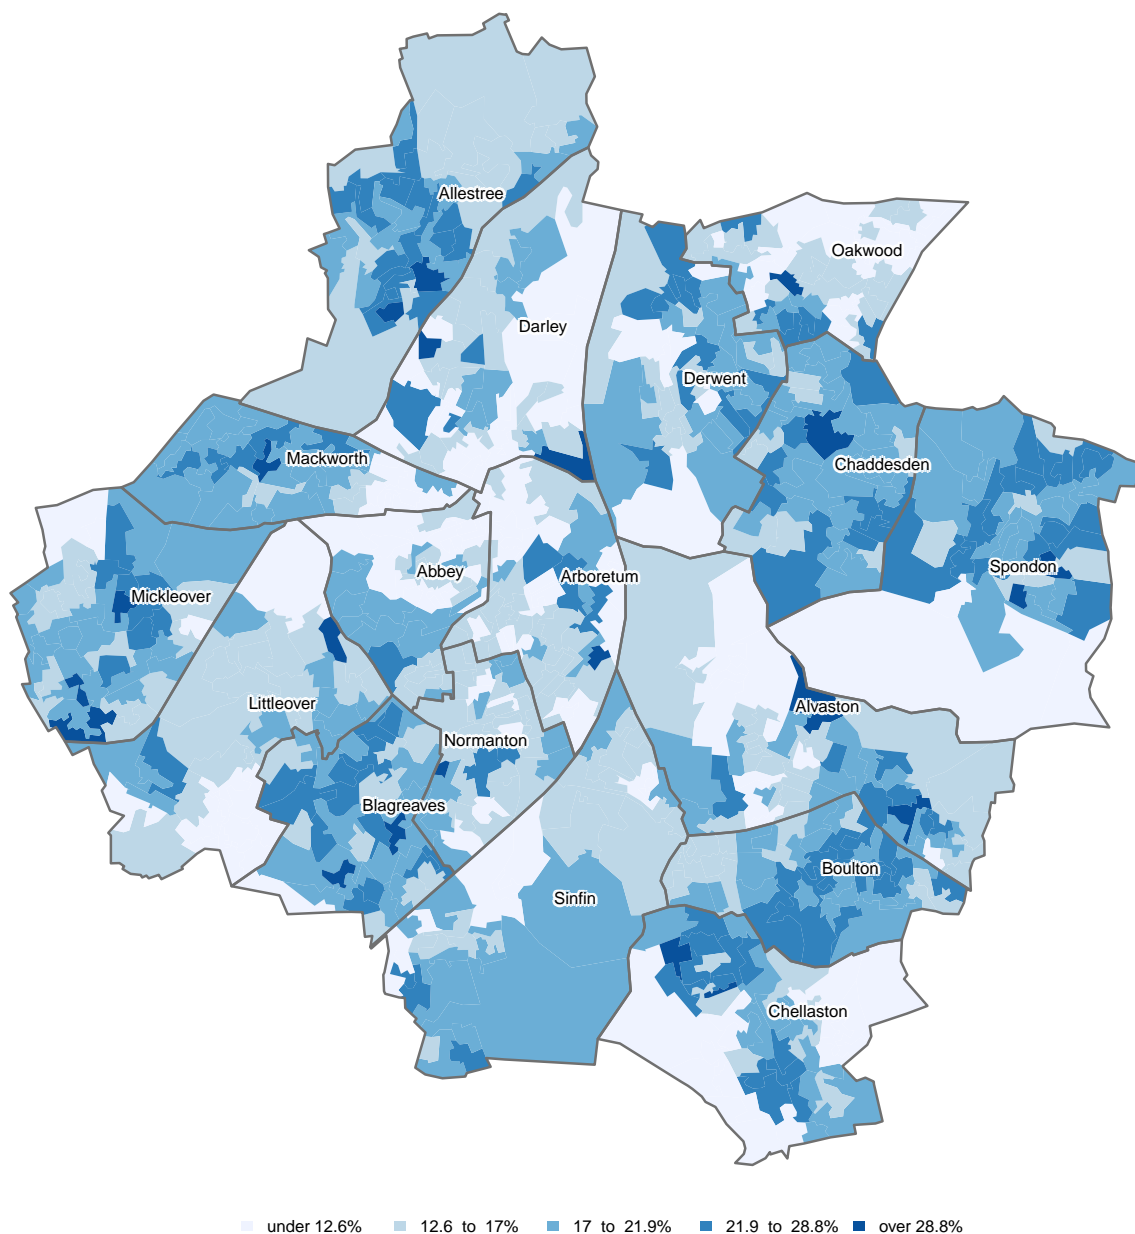 Allestree
Oakwood
Darley
Derwent
Mackworth
Chaddesden
Abbey
Arboretum
Spondon
Mickleover
Littleover
Alvaston
Normanton
Blagreaves
Boulton
Sinfin
Chellaston
under 12.6% 12.6 to 17% 17 to 21.9% 21.9 to 28.8% over 28.8%